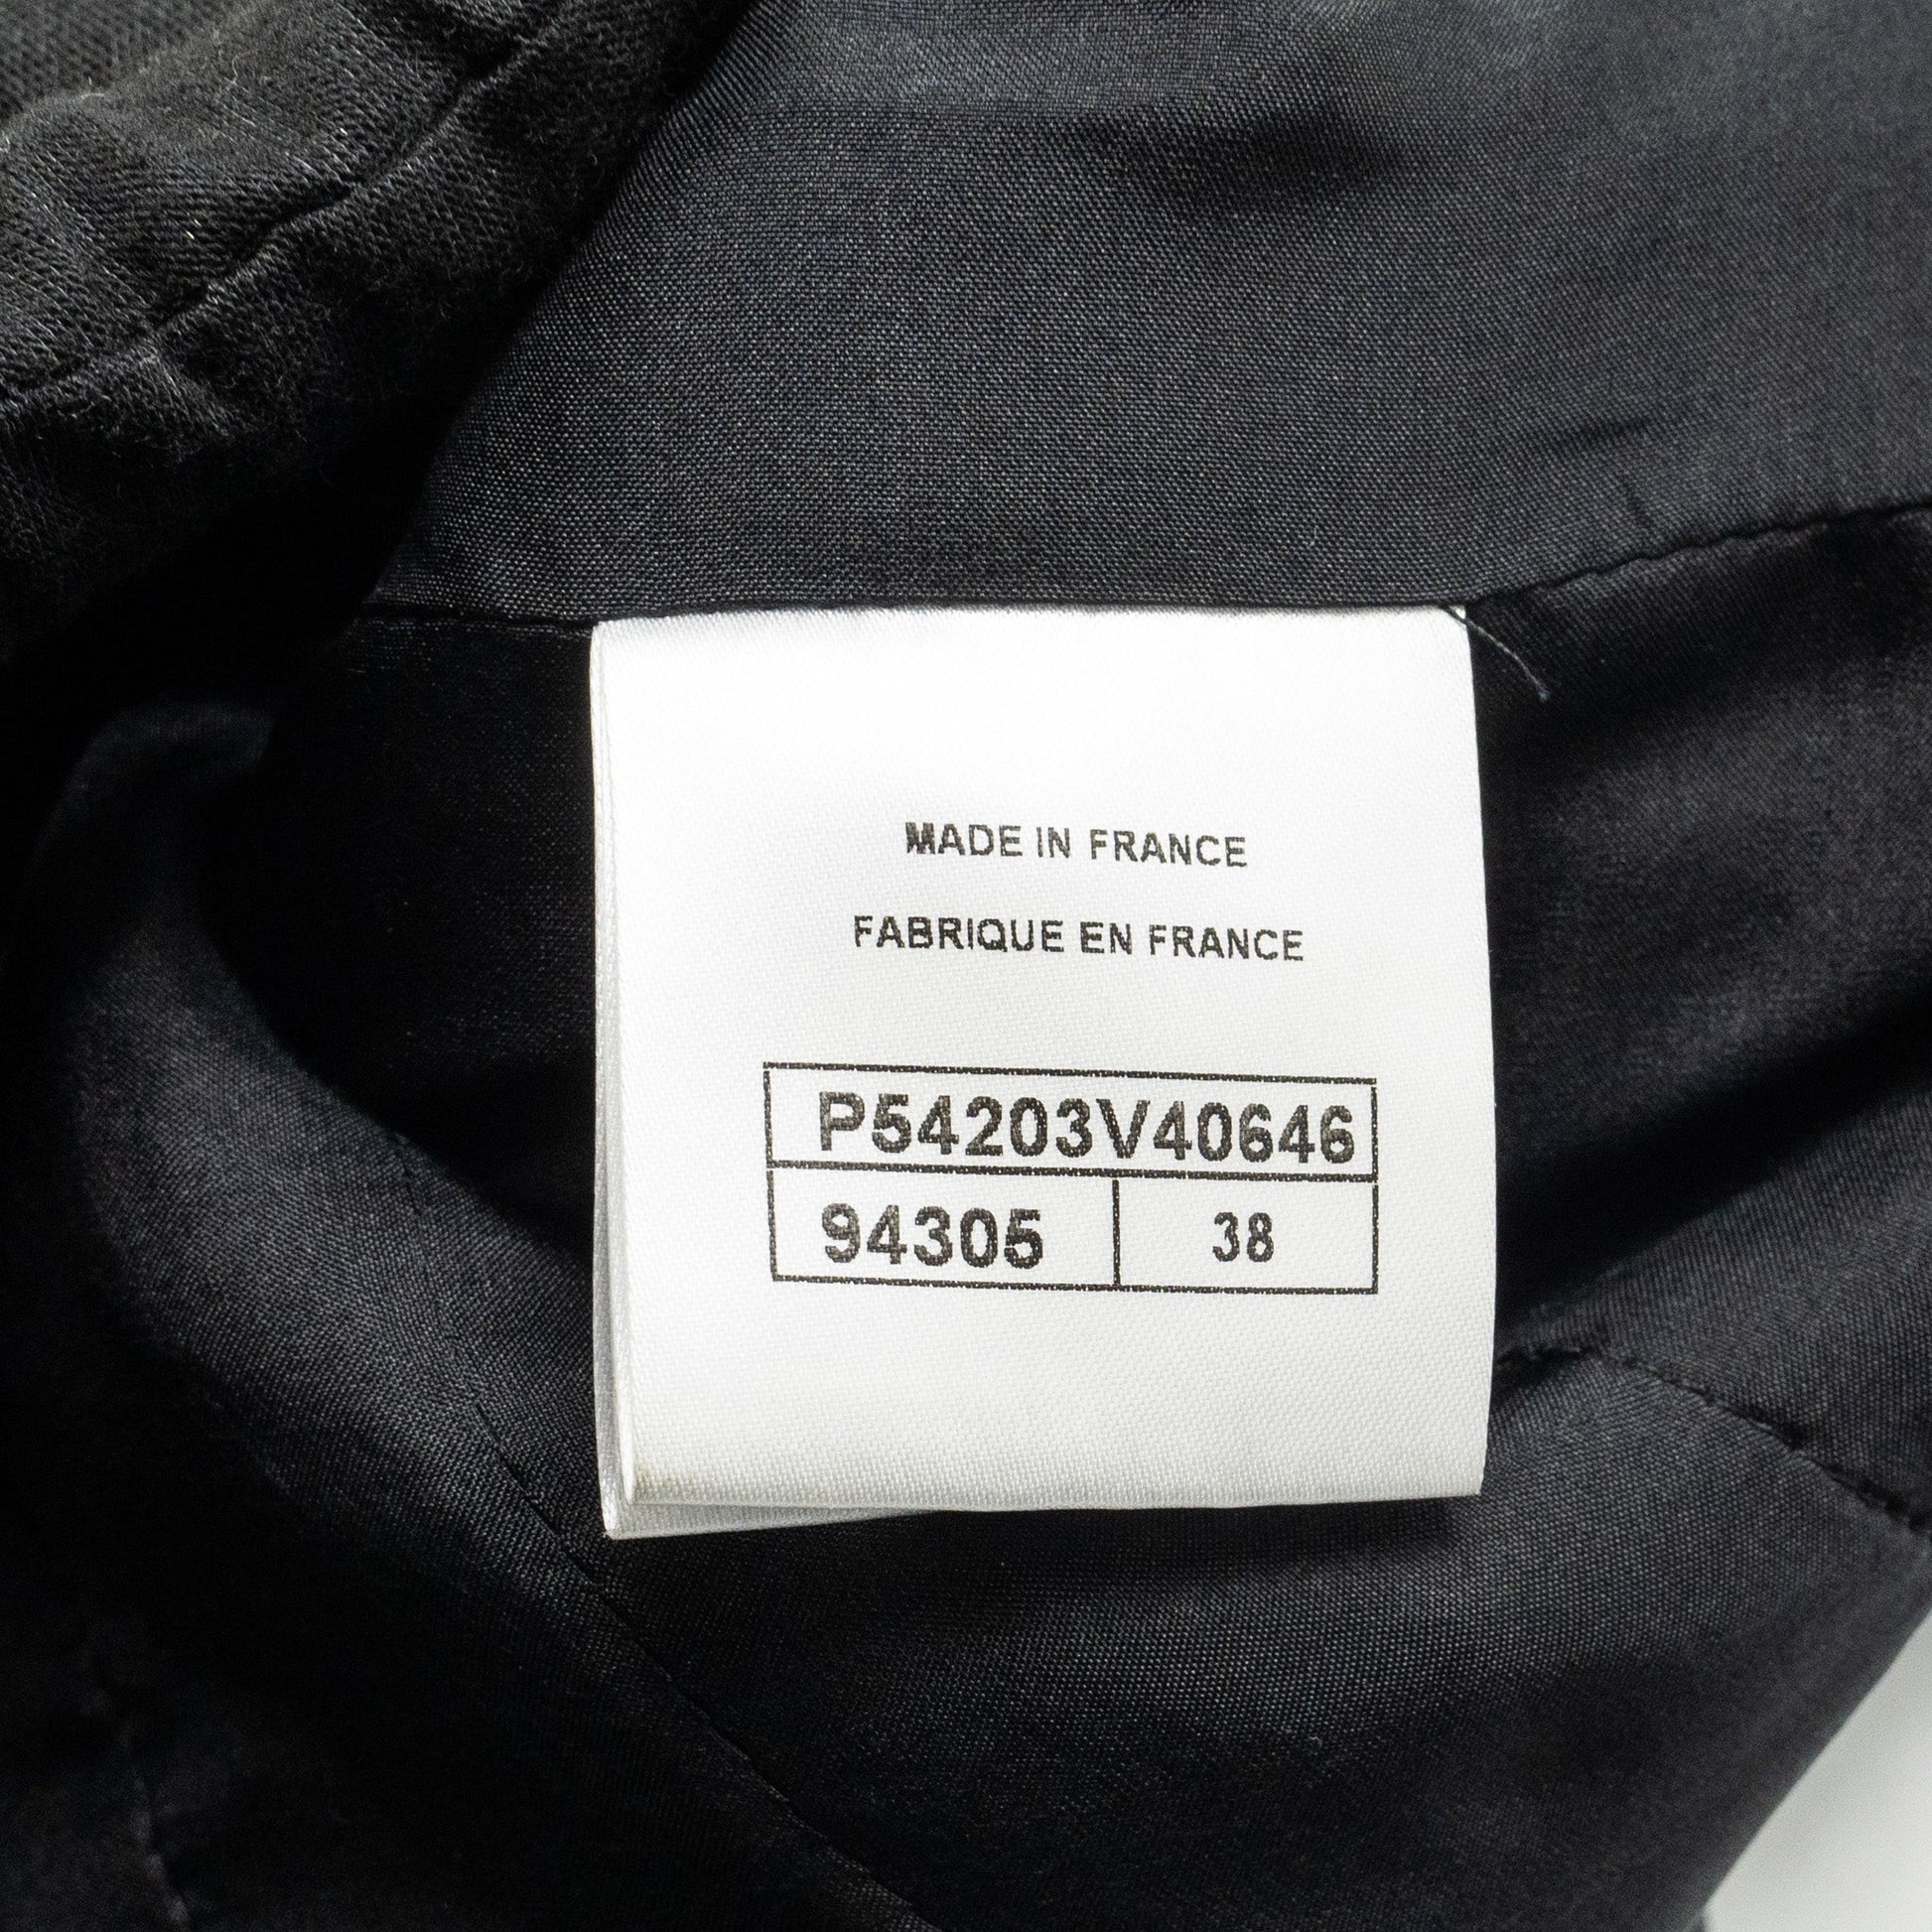 MADE IN FRANCE
FABRIQUE EN FRANCE
P54203V40646
94305 38